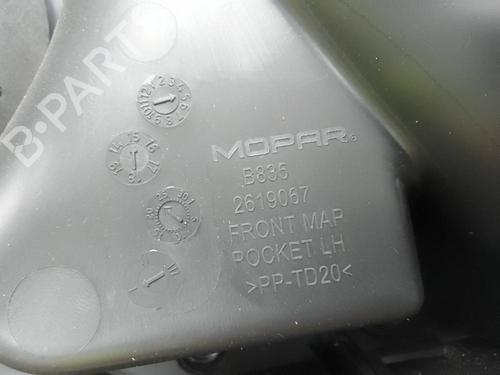 B-PARTS
MOPAR
B835
2619067
FRONT MAP
POCKET LH
>PP-TD20<